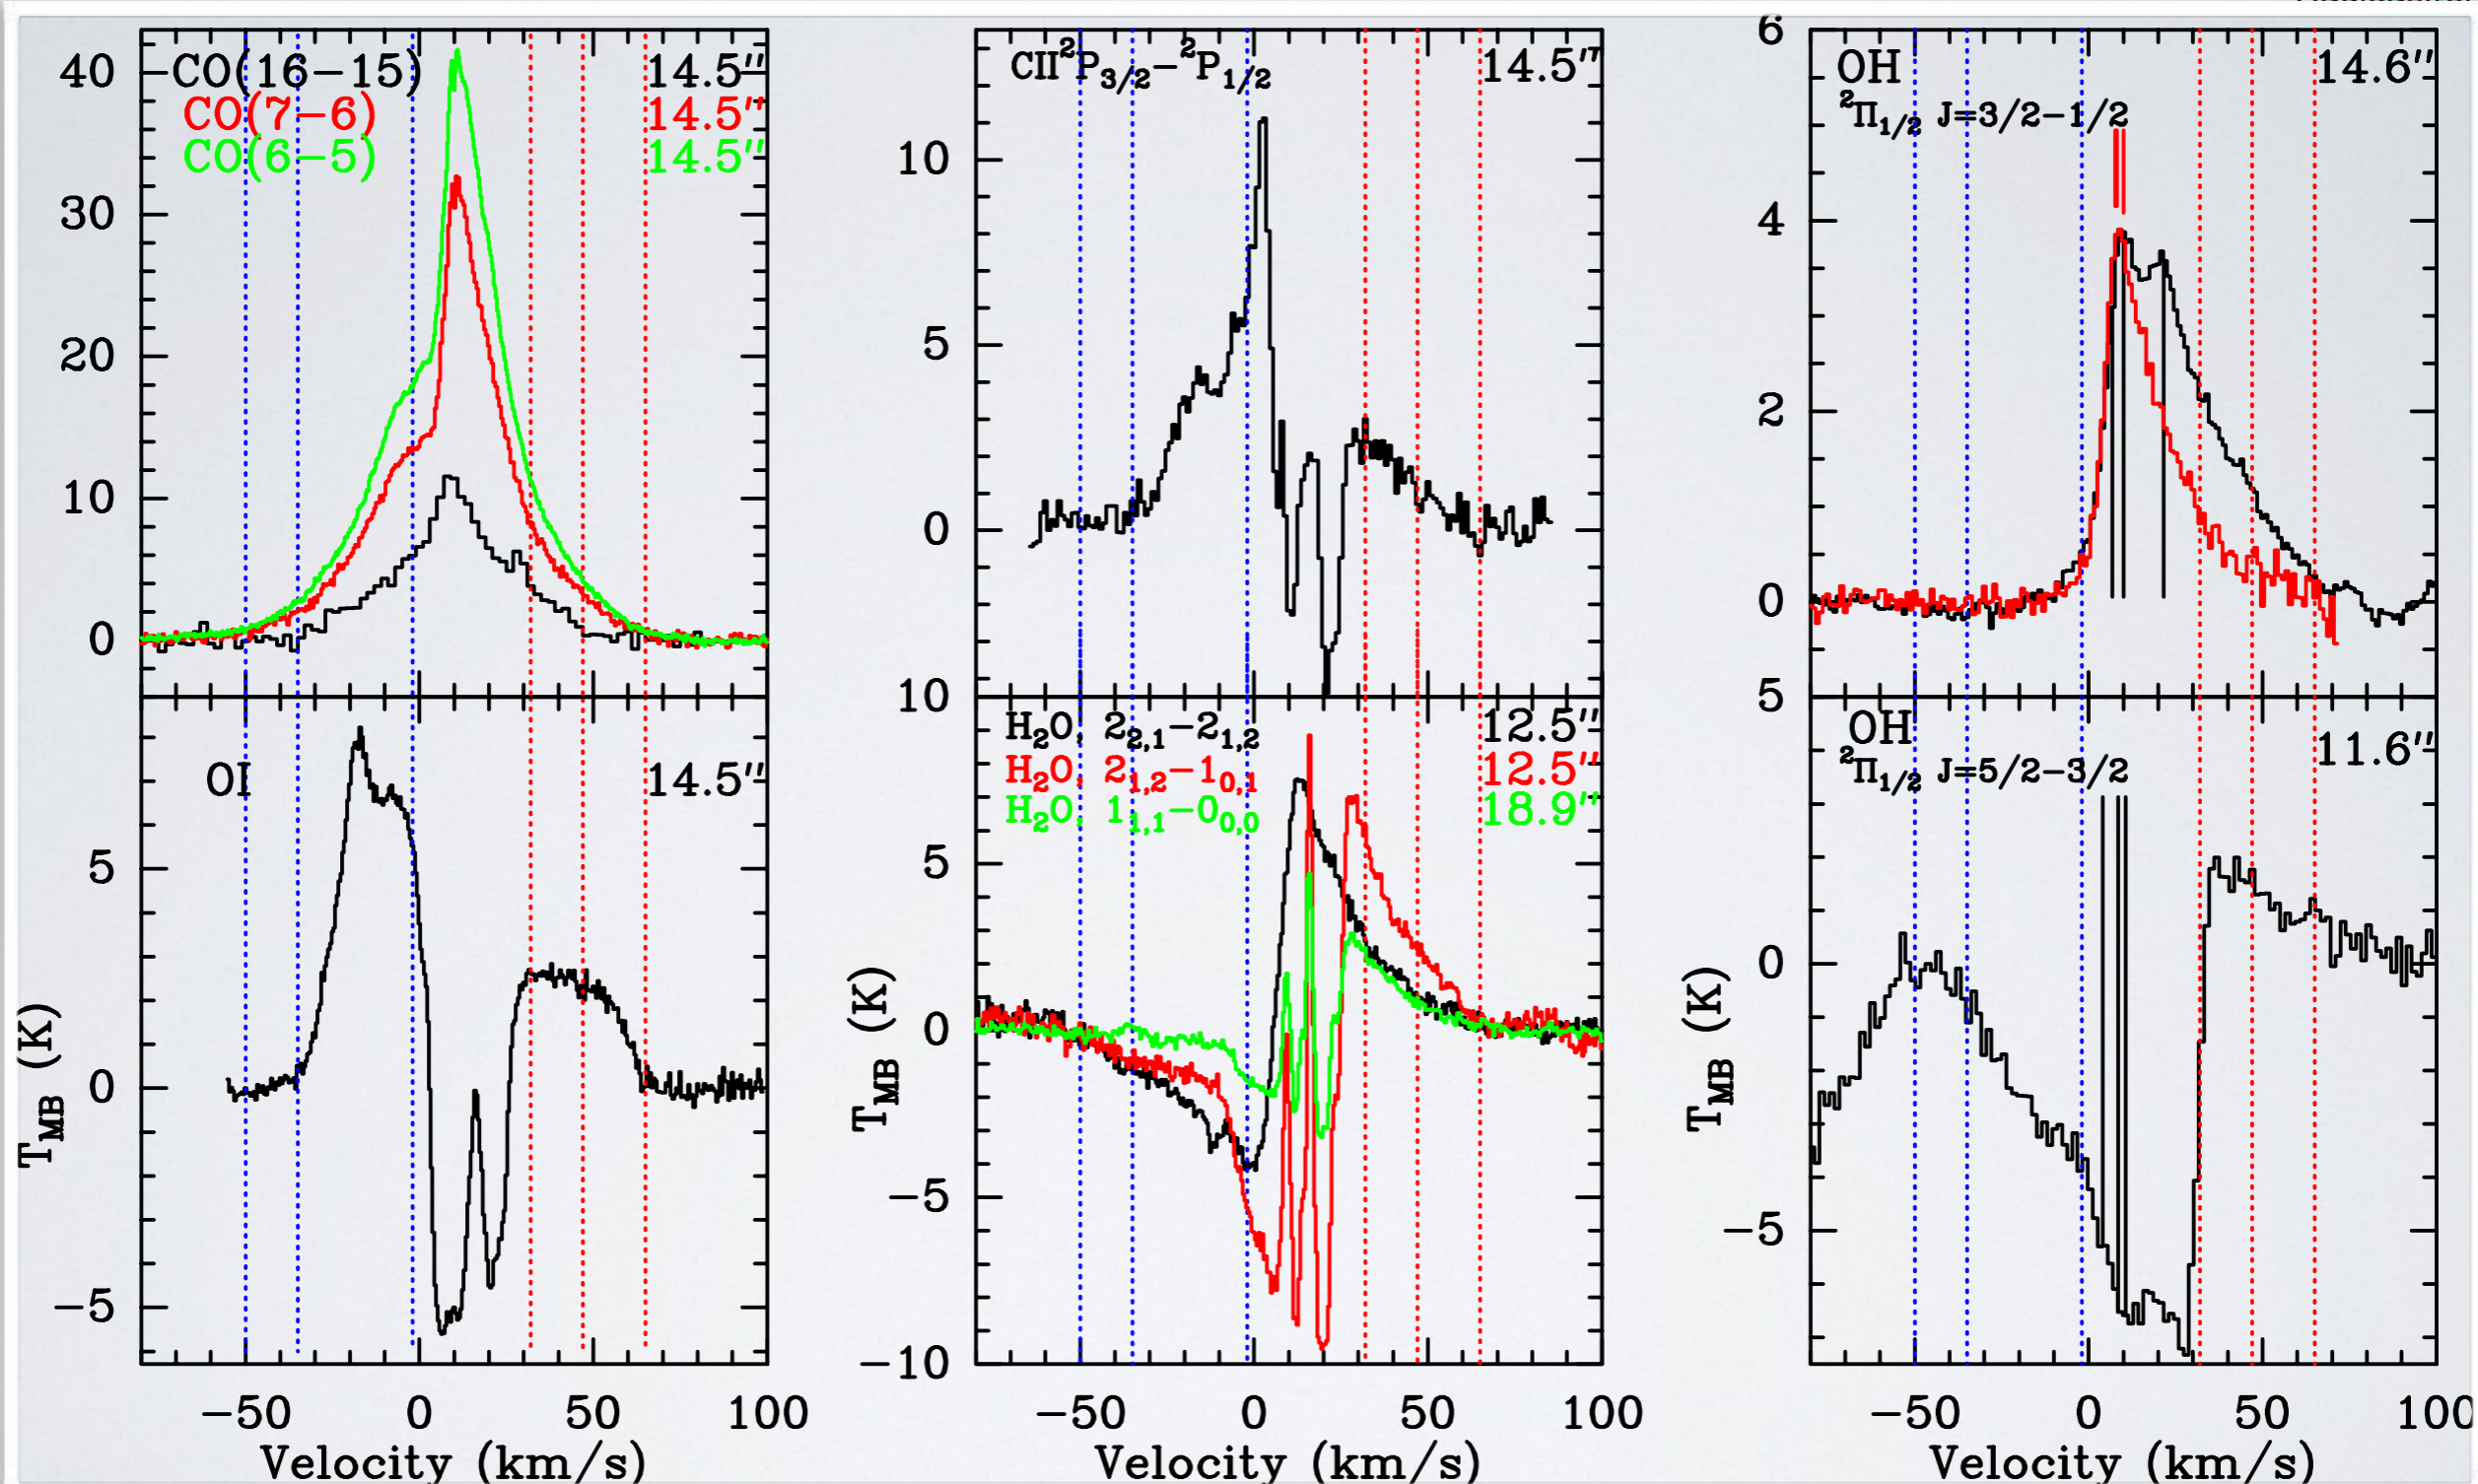 CO(16−15) 14.5″
CO(7−6) 14.5″
CO(6−5) 14.5″
40
30
20
10
0
CII ²P₃/₂−²P₁/₂ 14.5″
10
5
0
OH 14.6″
²Π₁/₂ J=3/2−1/2
6
4
2
0
OI 14.5″
5
0
−5
T_MB (K)
−50 0 50 100
Velocity (km/s)
H₂O, 2₂,₁−2₁,₂ 12.5″
H₂O, 2₁,₂−1₀,₁ 12.5″
H₂O, 1₁,₁−0₀,₀ 18.9″
10
5
0
−5
−10
T_MB (K)
−50 0 50 100
Velocity (km/s)
OH 11.6″
²Π₁/₂ J=5/2−3/2
5
0
−5
T_MB (K)
−50 0 50 100
Velocity (km/s)